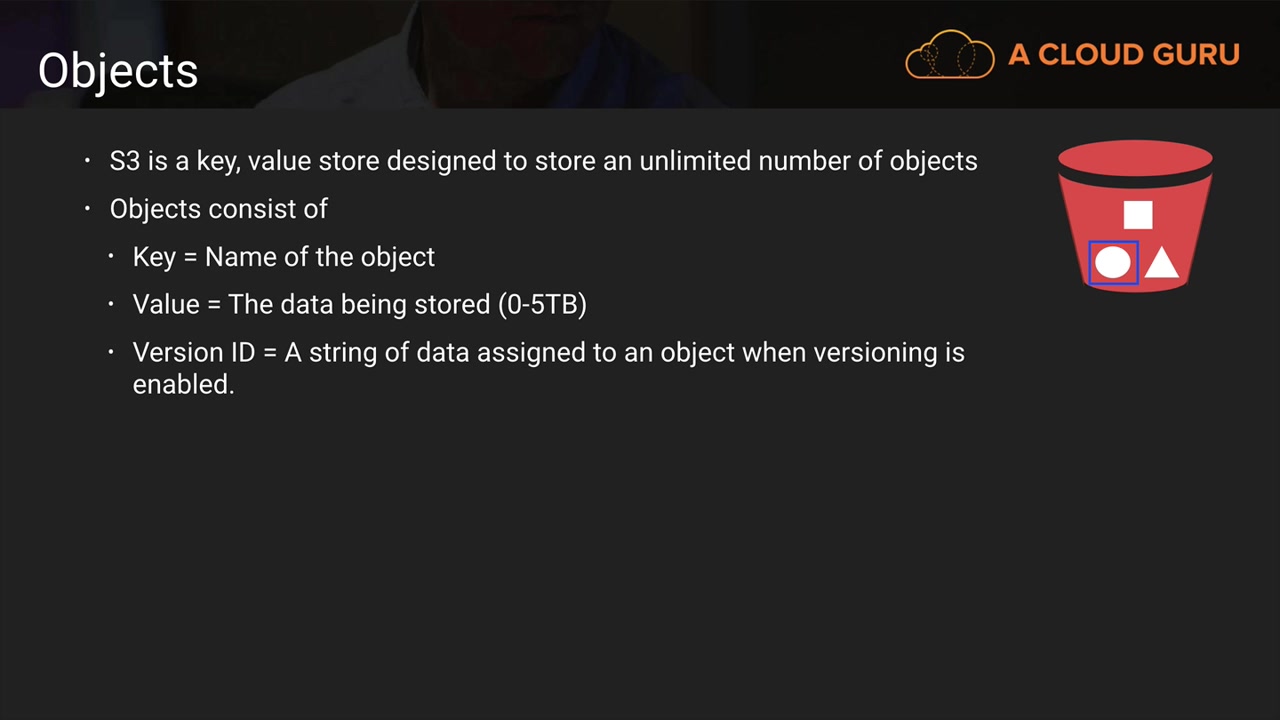 Objects
A CLOUD GURU
• S3 is a key, value store designed to store an unlimited number of objects
• Objects consist of
• Key = Name of the object
• Value = The data being stored (0-5TB)
• Version ID = A string of data assigned to an object when versioning is
enabled.